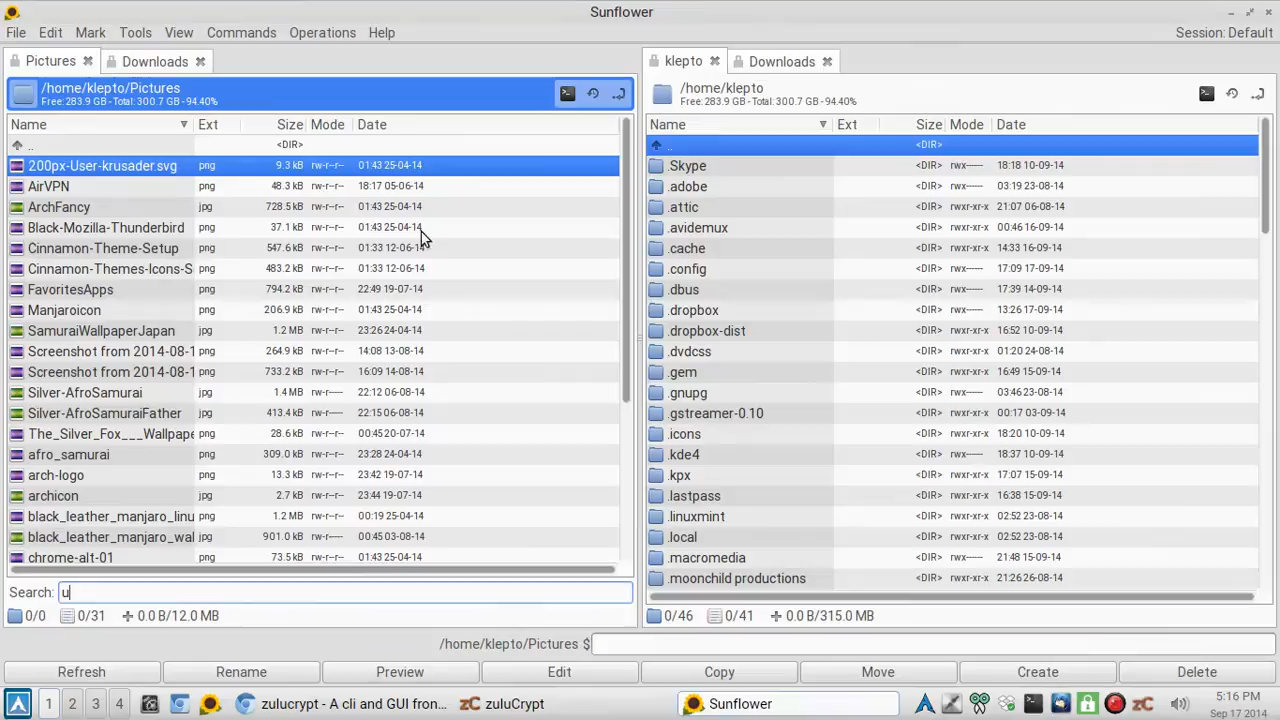 Sunflower
File Edit Mark Tools View Commands Operations Help Session: Default
Pictures Downloads
/home/klepto/Pictures
Free: 283.9 GB - Total: 300.7 GB - 94.40%
Name Ext Size Mode Date
.. <DIR>
200px-User-krusader.svg png 9.3 kB rw-r--r-- 01:43 25-04-14
AirVPN png 48.3 kB rw-r--r-- 18:17 05-06-14
ArchFancy jpg 728.5 kB rw-r--r-- 01:43 25-04-14
Black-Mozilla-Thunderbird png 37.1 kB rw-r--r-- 01:43 25-04-14
Cinnamon-Theme-Setup png 547.6 kB rw-r--r-- 01:33 12-06-14
Cinnamon-Themes-Icons-S png 483.2 kB rw-r--r-- 01:33 12-06-14
FavoritesApps png 794.2 kB rw-r--r-- 22:49 19-07-14
Manjaroicon png 206.9 kB rw-r--r-- 01:43 25-04-14
SamuraiWallpaperJapan jpg 1.2 MB rw-r--r-- 23:26 24-04-14
Screenshot from 2014-08-1 png 264.9 kB rw-r--r-- 14:08 13-08-14
Screenshot from 2014-08-1 png 733.2 kB rw-r--r-- 16:09 14-08-14
Silver-AfroSamurai jpg 1.4 MB rw-r----- 22:12 06-08-14
Silver-AfroSamuraiFather jpg 413.4 kB rw-r----- 22:15 06-08-14
The_Silver_Fox___Wallpape png 28.6 kB rw-r--r-- 00:45 20-07-14
afro_samurai png 309.0 kB rw-r--r-- 23:28 24-04-14
arch-logo png 13.3 kB rw-r--r-- 23:42 19-07-14
archicon jpg 2.7 kB rw-r--r-- 23:44 19-07-14
black_leather_manjaro_linu png 1.2 MB rw-r--r-- 00:19 25-04-14
black_leather_manjaro_wal jpg 901.0 kB rw-r----- 00:45 03-08-14
chrome-alt-01 png 73.5 kB rw-r--r-- 01:43 25-04-14
Search: u
0/0 0/31 0.0 B/12.0 MB
klepto Downloads
/home/klepto
Free: 283.9 GB - Total: 300.7 GB - 94.40%
Name Ext Size Mode Date
.. <DIR>
.Skype <DIR> rwx------ 18:18 10-09-14
.adobe <DIR> rwx------ 03:19 23-08-14
.attic <DIR> rwx------ 21:07 06-08-14
.avidemux <DIR> rwx------ 00:46 16-09-14
.cache <DIR> rwx------ 14:33 16-09-14
.config <DIR> rwx------ 17:09 17-09-14
.dbus <DIR> rwx------ 17:39 14-09-14
.dropbox <DIR> rwx------ 13:26 17-09-14
.dropbox-dist <DIR> rwxr-xr-x 16:52 10-09-14
.dvdcss <DIR> rwxr-xr-x 01:20 24-08-14
.gem <DIR> rwxr-xr-x 16:49 15-09-14
.gnupg <DIR> rwx------ 03:46 23-08-14
.gstreamer-0.10 <DIR> rwxr-xr-x 00:17 03-09-14
.icons <DIR> rwxr-xr-x 18:20 10-09-14
.kde4 <DIR> rwx------ 18:37 10-09-14
.kpx <DIR> rwxr-xr-x 17:07 15-09-14
.lastpass <DIR> rwxr-xr-x 16:38 15-09-14
.linuxmint <DIR> rwxr-xr-x 02:52 23-08-14
.local <DIR> rwxr-xr-x 02:52 23-08-14
.macromedia <DIR> rwx------ 21:48 15-09-14
.moonchild productions <DIR> rwxr-xr-x 21:26 26-08-14
0/46 0/41 0.0 B/315.0 MB
/home/klepto/Pictures $
Refresh Rename Preview Edit Copy Move Create Delete
1 2 3 4 zulucrypt - A cli and GUI fron... zC zuluCrypt Sunflower zC 5:16 PM
Sep 17 2014